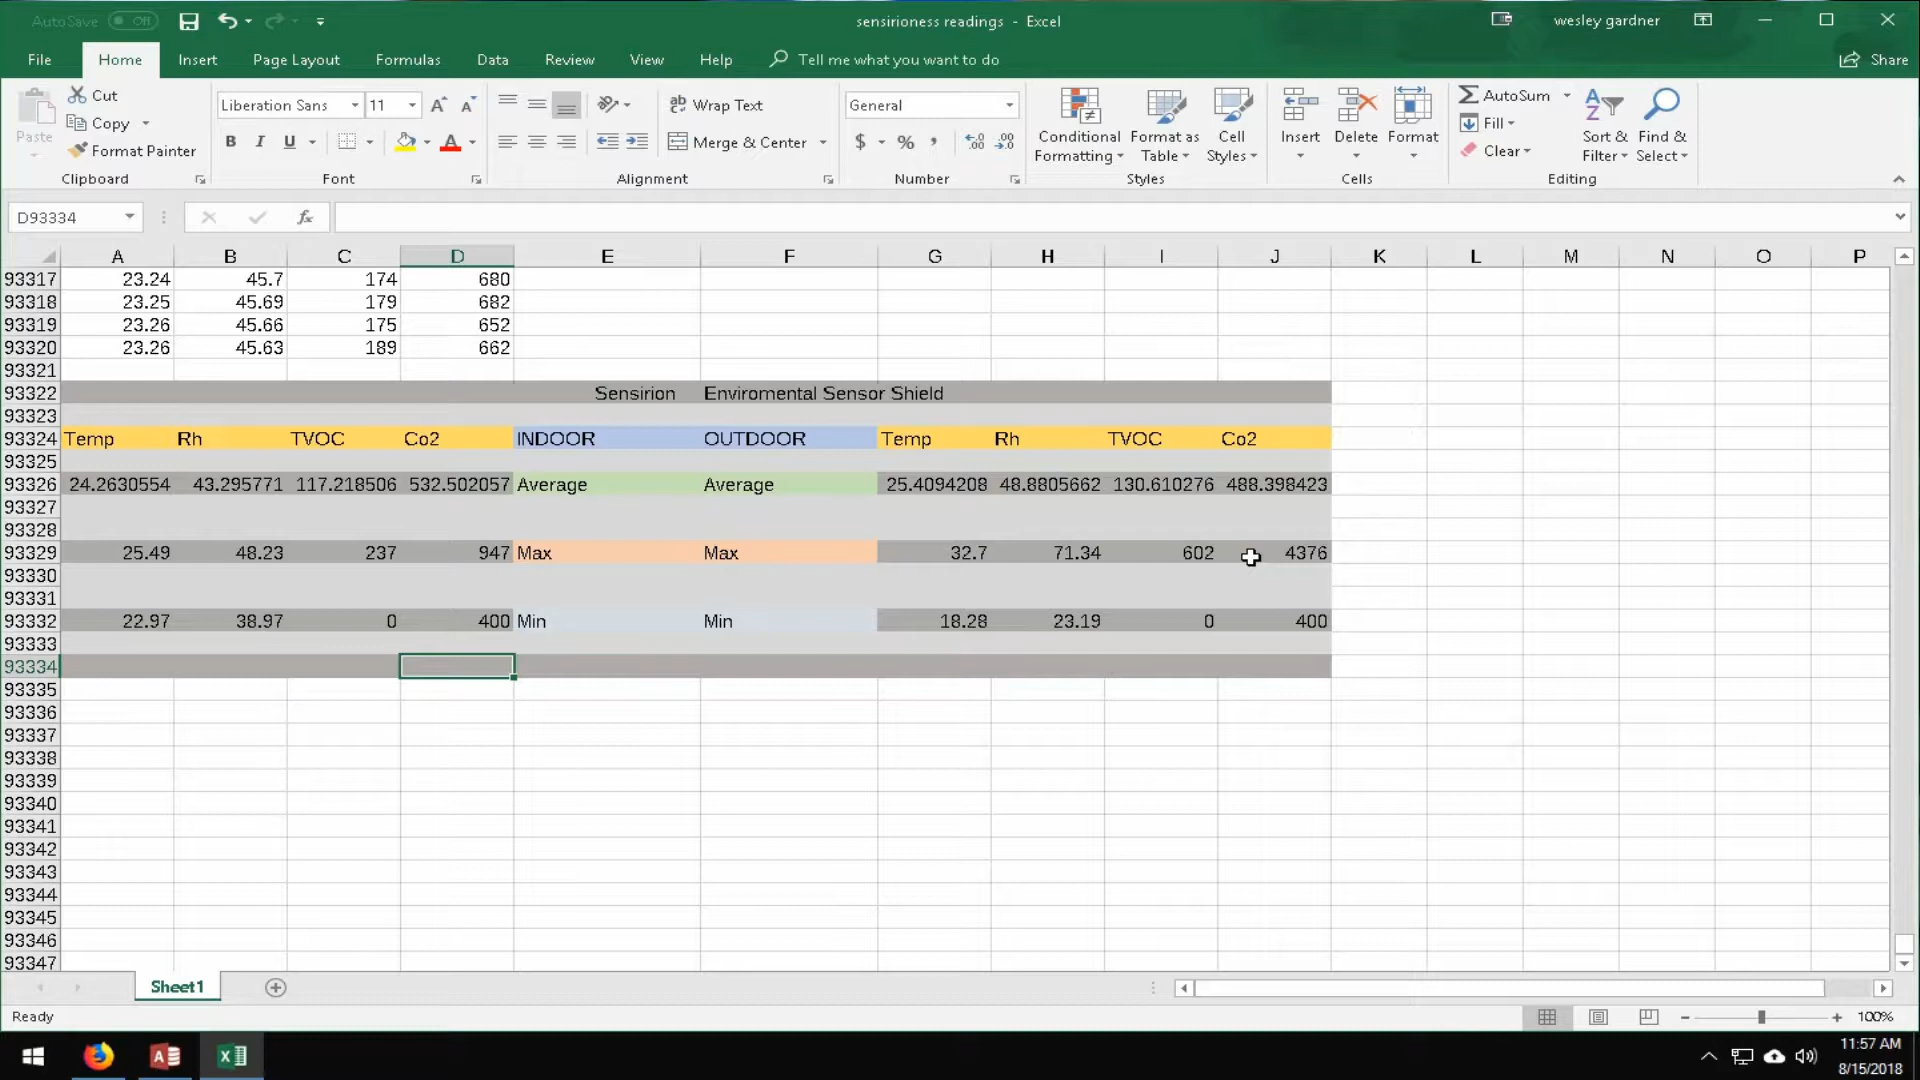 AutoSave Off
sensirioness readings - Excel
wesley gardner
File Home Insert Page Layout Formulas Data Review View Help Tell me what you want to do Share
Paste Cut Copy Format Painter Clipboard
Liberation Sans 11 B I U A Font
Wrap Text Merge & Center Alignment
General $ % , Number
Conditional Formatting Format as Table Cell Styles Styles
Insert Delete Format Cells
AutoSum Fill Clear Sort & Filter Find & Select Editing
D93334 fx
A B C D E F G H I J K L M N O P
93317 23.24 45.7 174 680
93318 23.25 45.69 179 682
93319 23.26 45.66 175 652
93320 23.26 45.63 189 662
93321
93322 Sensirion Enviromental Sensor Shield
93323
93324 Temp Rh TVOC Co2 INDOOR OUTDOOR Temp Rh TVOC Co2
93325
93326 24.2630554 43.295771 117.218506 532.502057 Average Average 25.4094208 48.8805662 130.610276 488.398423
93327
93328
93329 25.49 48.23 237 947 Max Max 32.7 71.34 602 4376
93330
93331
93332 22.97 38.97 0 400 Min Min 18.28 23.19 0 400
93333
93334
93335
93336
93337
93338
93339
93340
93341
93342
93343
93344
93345
93346
93347
Sheet1
Ready
100%
11:57 AM
8/15/2018